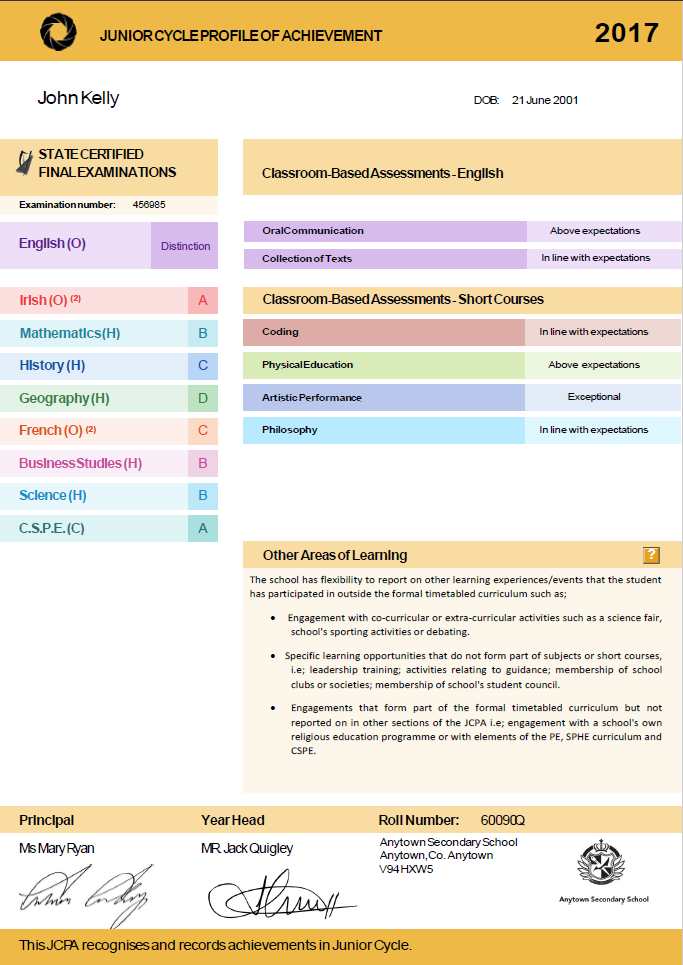 JUNIOR CYCLE PROFILE OF ACHIEVEMENT
2017
John Kelly
DOB: 21 June 2001
STATE CERTIFIED
FINAL EXAMINATIONS
Examination number: 456985
English (O) Distinction
Irish (O) (2) A
Mathematics (H) B
History (H) C
Geography (H) D
French (O) (2) C
Business Studies (H) B
Science (H) B
C.S.P.E. (C) A
Classroom-Based Assessments - English
Oral Communication Above expectations
Collection of Texts In line with expectations
Classroom-Based Assessments - Short Courses
Coding In line with expectations
Physical Education Above expectations
Artistic Performance Exceptional
Philosophy In line with expectations
Other Areas of Learning ?
The school has flexibility to report on other learning experiences/events that the student
has participated in outside the formal timetabled curriculum such as;
• Engagement with co-curricular or extra-curricular activities such as a science fair,
school's sporting activities or debating.
• Specific learning opportunities that do not form part of subjects or short courses,
i.e; leadership training; activities relating to guidance; membership of school
clubs or societies; membership of school's student council.
• Engagements that form part of the formal timetabled curriculum but not
reported on in other sections of the JCPA i.e; engagement with a school's own
religious education programme or with elements of the PE, SPHE curriculum and
CSPE.
Principal
Ms Mary Ryan
Year Head
MR. Jack Quigley
Roll Number: 60090Q
Anytown Secondary School
Anytown, Co. Anytown
V94 HXW5
Anytown Secondary School
This JCPA recognises and records achievements in Junior Cycle.